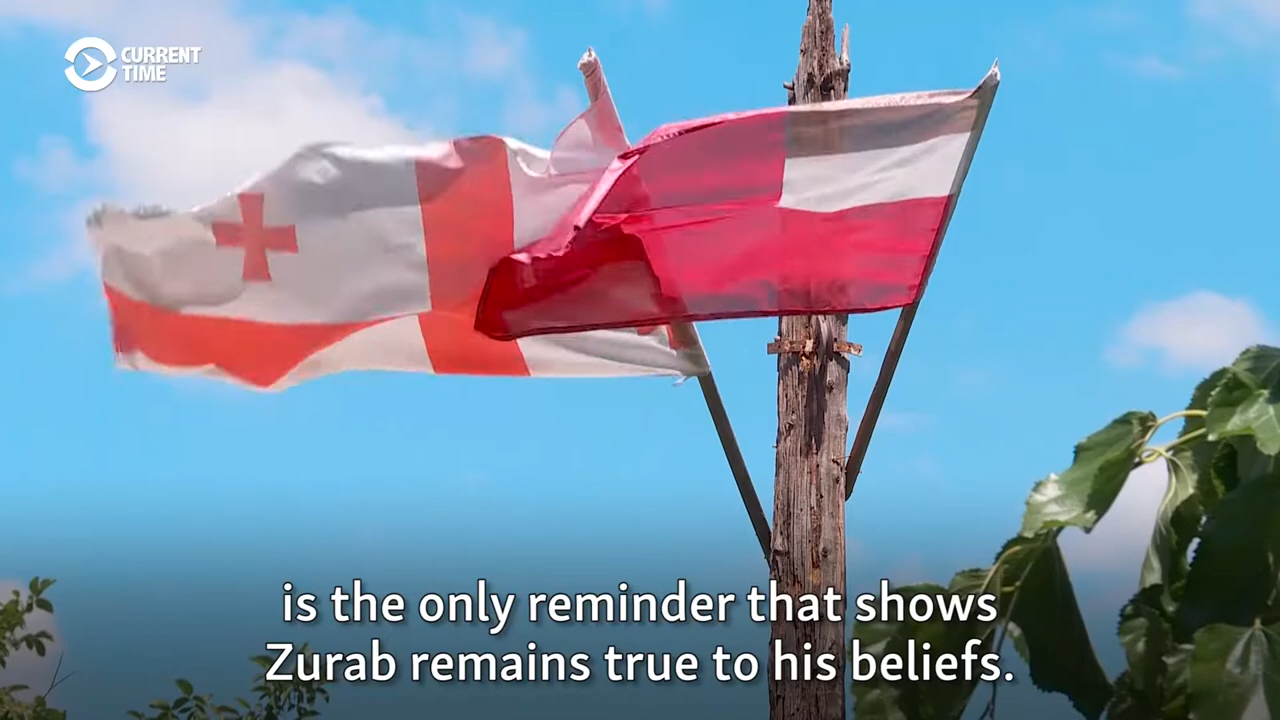 CURRENT
TIME
is the only reminder that shows
Zurab remains true to his beliefs.